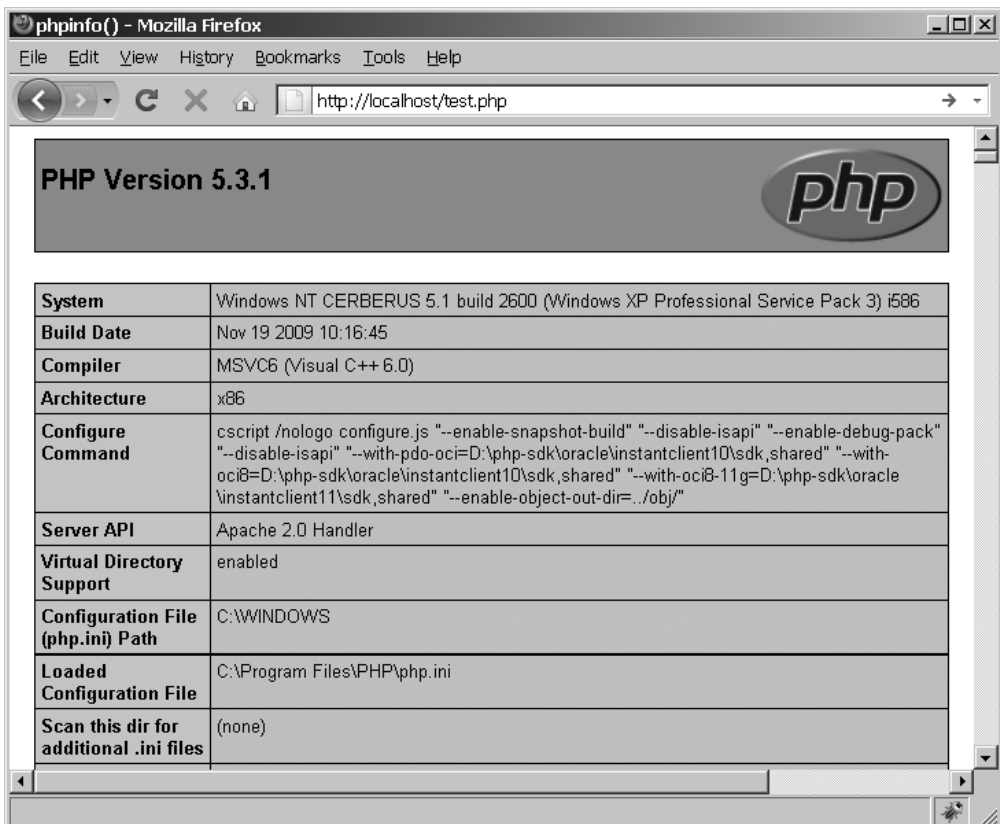 phpinfo() - Mozilla Firefox
File Edit View History Bookmarks Tools Help
http://localhost/test.php
PHP Version 5.3.1
php
System Windows NT CERBERUS 5.1 build 2600 (Windows XP Professional Service Pack 3) i586
Build Date Nov 19 2009 10:16:45
Compiler MSVC6 (Visual C++ 6.0)
Architecture x86
Configure cscript /nologo configure.js "--enable-snapshot-build" "--disable-isapi" "--enable-debug-pack"
Command "--disable-isapi" "--with-pdo-oci=D:\php-sdk\oracle\instantclient10\sdk,shared" "--with-
oci8=D:\php-sdk\oracle\instantclient10\sdk,shared" "--with-oci8-11g=D:\php-sdk\oracle
\instantclient11\sdk,shared" "--enable-object-out-dir=../obj/"
Server API Apache 2.0 Handler
Virtual Directory enabled
Support
Configuration File C:\WINDOWS
(php.ini) Path
Loaded C:\Program Files\PHP\php.ini
Configuration File
Scan this dir for (none)
additional .ini files